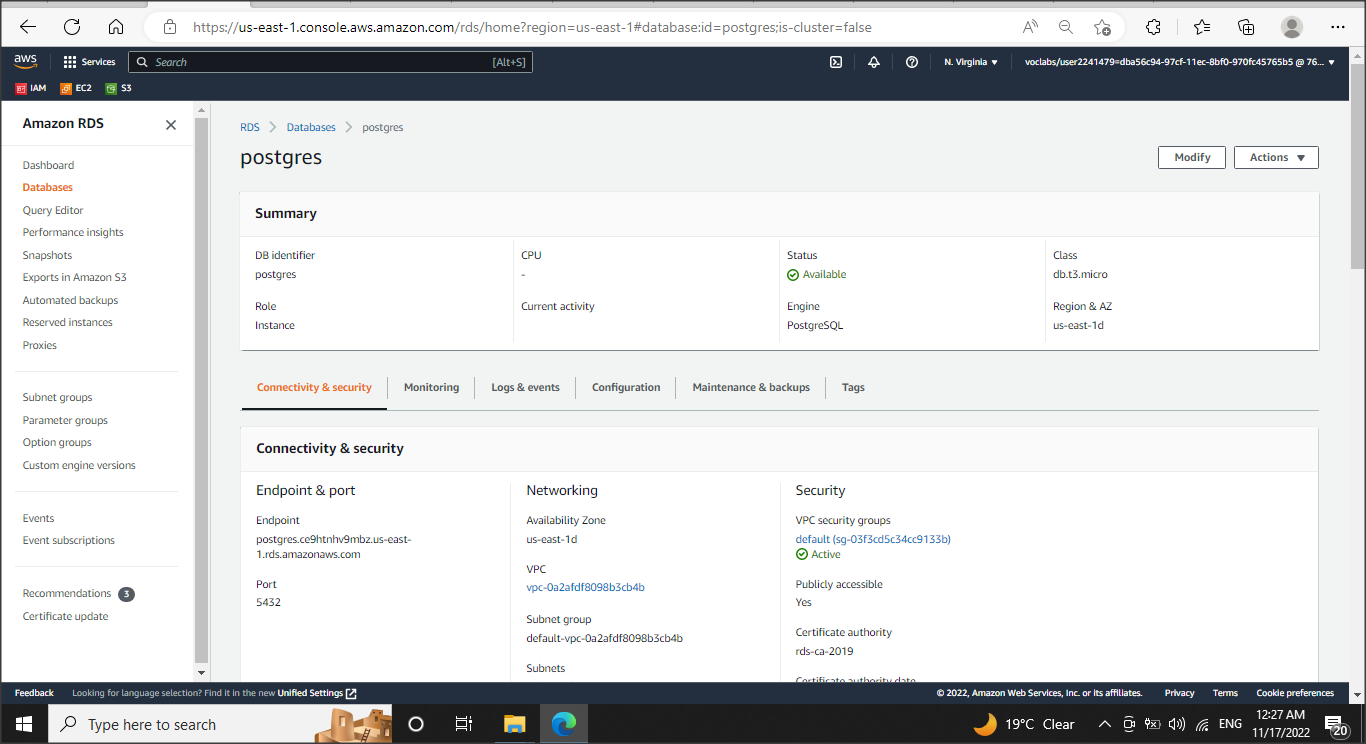 https://us-east-1.console.aws.amazon.com/rds/home?region=us-east-1#database:id=postgres;is-cluster=false
aws Services Search [Alt+S] N. Virginia ▼ voclabs/user2241479=dba56c94-97cf-11ec-8bf0-970fc45765b5 @ 76... ▼
IAM EC2 S3
Amazon RDS
Dashboard
Databases
Query Editor
Performance insights
Snapshots
Exports in Amazon S3
Automated backups
Reserved instances
Proxies
Subnet groups
Parameter groups
Option groups
Custom engine versions
Events
Event subscriptions
Recommendations 3
Certificate update
RDS > Databases > postgres
postgres
Modify Actions ▼
Summary
DB identifier
postgres
CPU
-
Status
Available
Class
db.t3.micro
Role
Instance
Current activity
Engine
PostgreSQL
Region & AZ
us-east-1d
Connectivity & security Monitoring Logs & events Configuration Maintenance & backups Tags
Connectivity & security
Endpoint & port
Endpoint
postgres.ce9htnhv9mbz.us-east-
1.rds.amazonaws.com
Port
5432
Networking
Availability Zone
us-east-1d
VPC
vpc-0a2afdf8098b3cb4b
Subnet group
default-vpc-0a2afdf8098b3cb4b
Subnets
Security
VPC security groups
default (sg-03f3cd5c34cc9133b)
Active
Publicly accessible
Yes
Certificate authority
rds-ca-2019
Certificate authority date
Feedback Looking for language selection? Find it in the new Unified Settings © 2022, Amazon Web Services, Inc. or its affiliates. Privacy Terms Cookie preferences
Type here to search 19°C Clear ENG 12:27 AM
11/17/2022 20